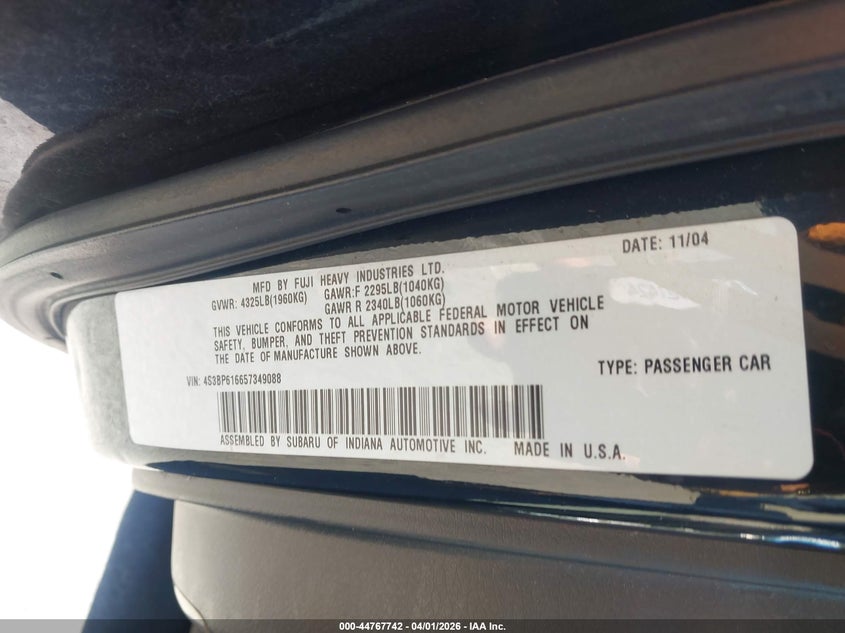 DATE: 11/04
MFD BY FUJI HEAVY INDUSTRIES LTD.
GVWR: 4325LB(1960KG) GAWR:F 2295LB(1040KG)
GAWR R 2340LB(1060KG)
THIS VEHICLE CONFORMS TO ALL APPLICABLE FEDERAL MOTOR VEHICLE
SAFETY, BUMPER, AND THEFT PREVENTION STANDARDS IN EFFECT ON
THE DATE OF MANUFACTURE SHOWN ABOVE.
VIN: 4S3BP616657349088
TYPE: PASSENGER CAR
ASSEMBLED BY SUBARU OF INDIANA AUTOMOTIVE INC. MADE IN U.S.A.
000-44767742 | 04/01/2026 | IAA Inc.